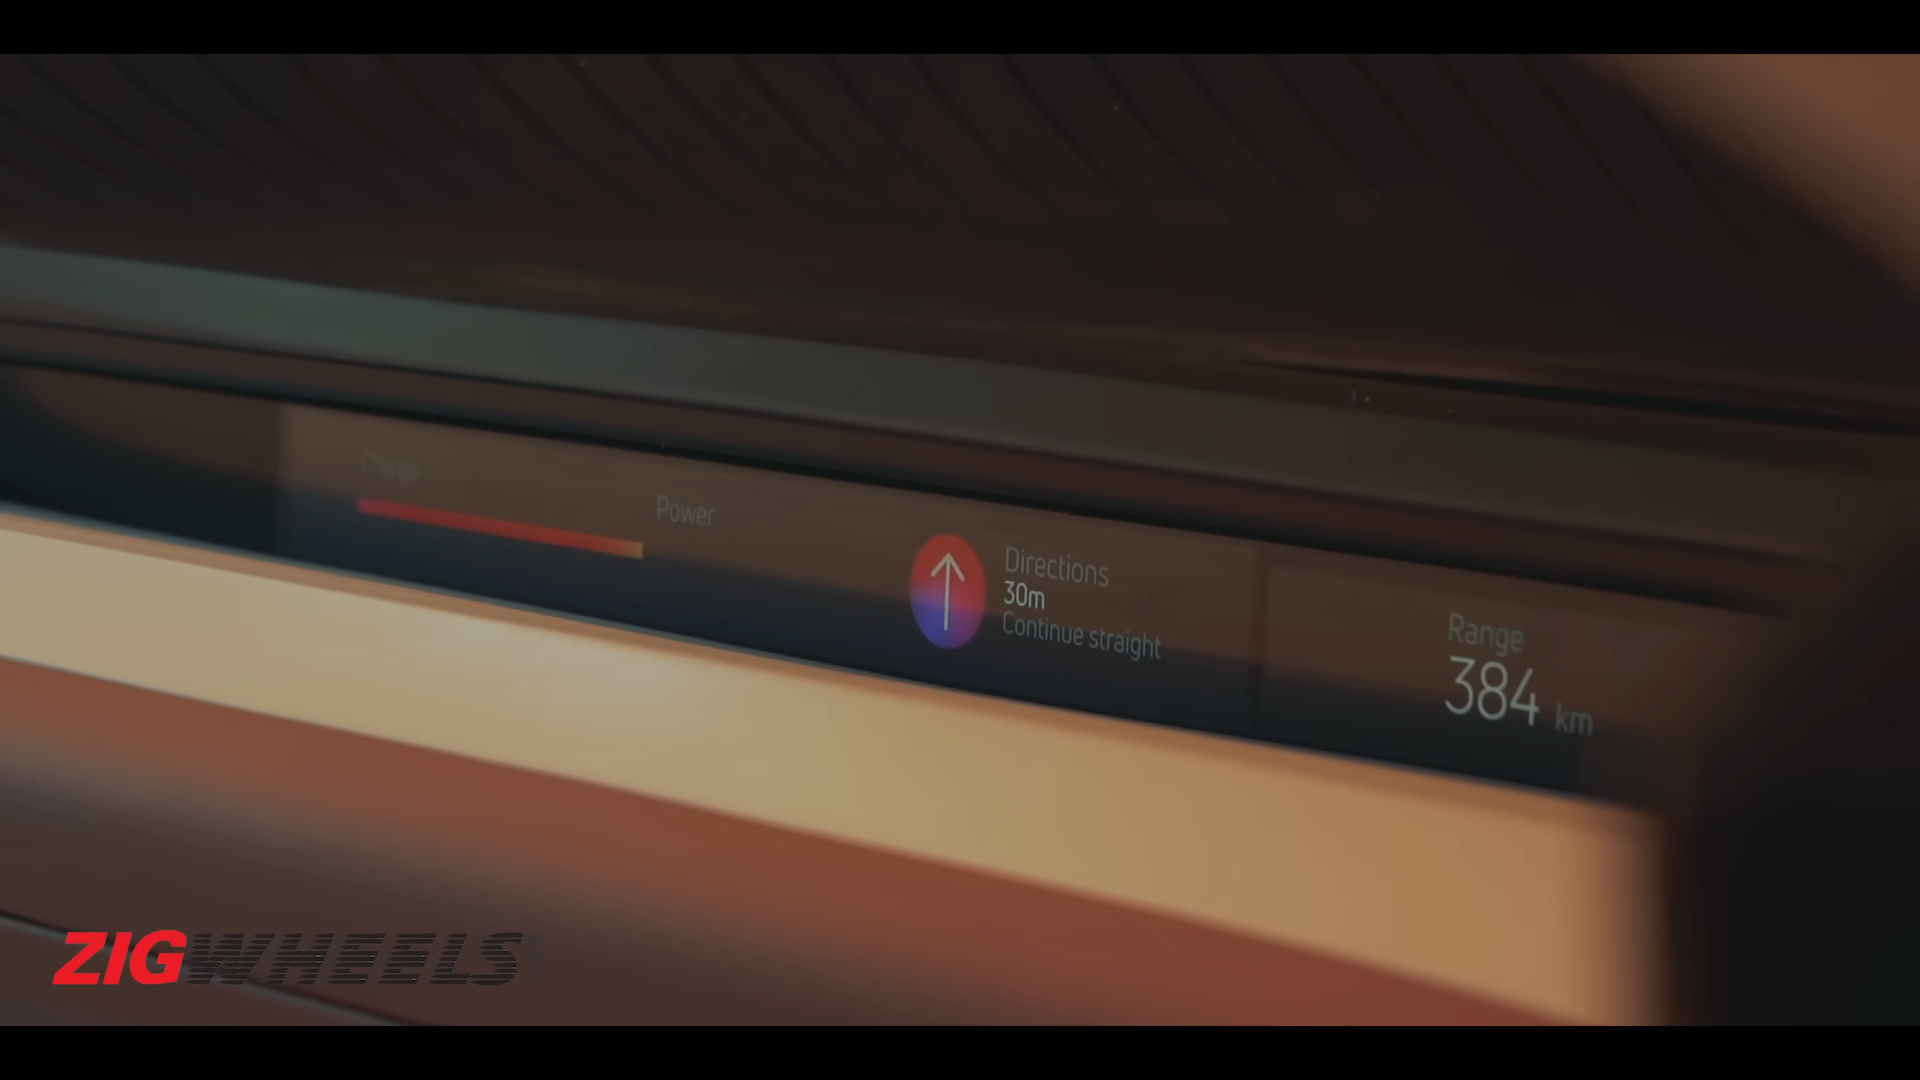 Charge
Power
Directions
30m
Continue straight
Range
384 km
ZIGWHEELS